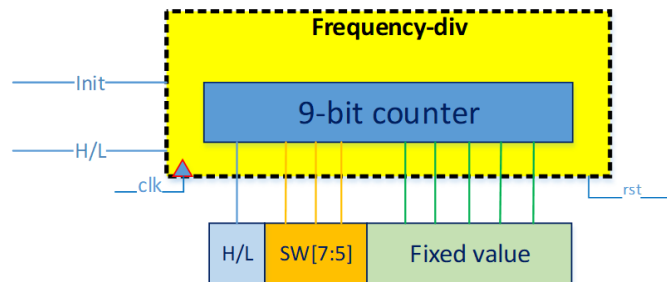 Frequency-div
Init
9-bit counter
H/L
clk
rst
H/L
SW[7:5]
Fixed value